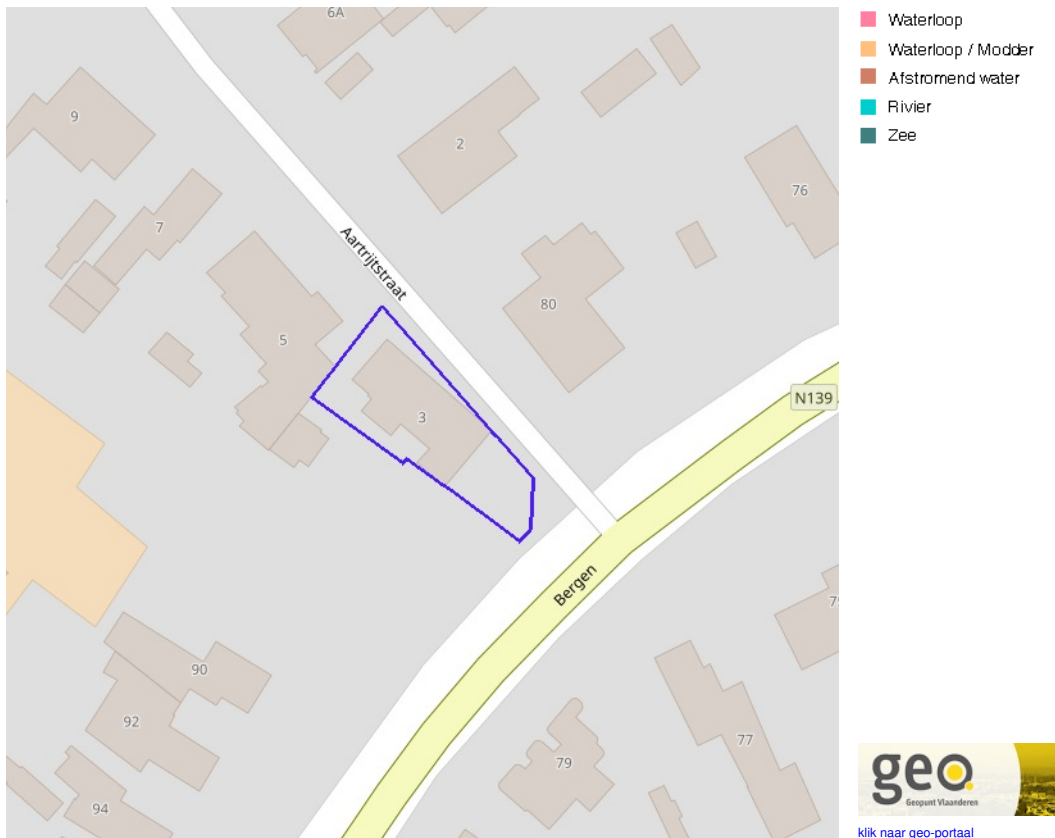 6A
9
2
76
7
Aartrijtstraat
80
5
N139
3
Bergen
75
90
92
77
79
94
Waterloop
Waterloop / Modder
Afstromend water
Rivier
Zee
geo
Geopunt Vlaanderen
klik naar geo-portaal